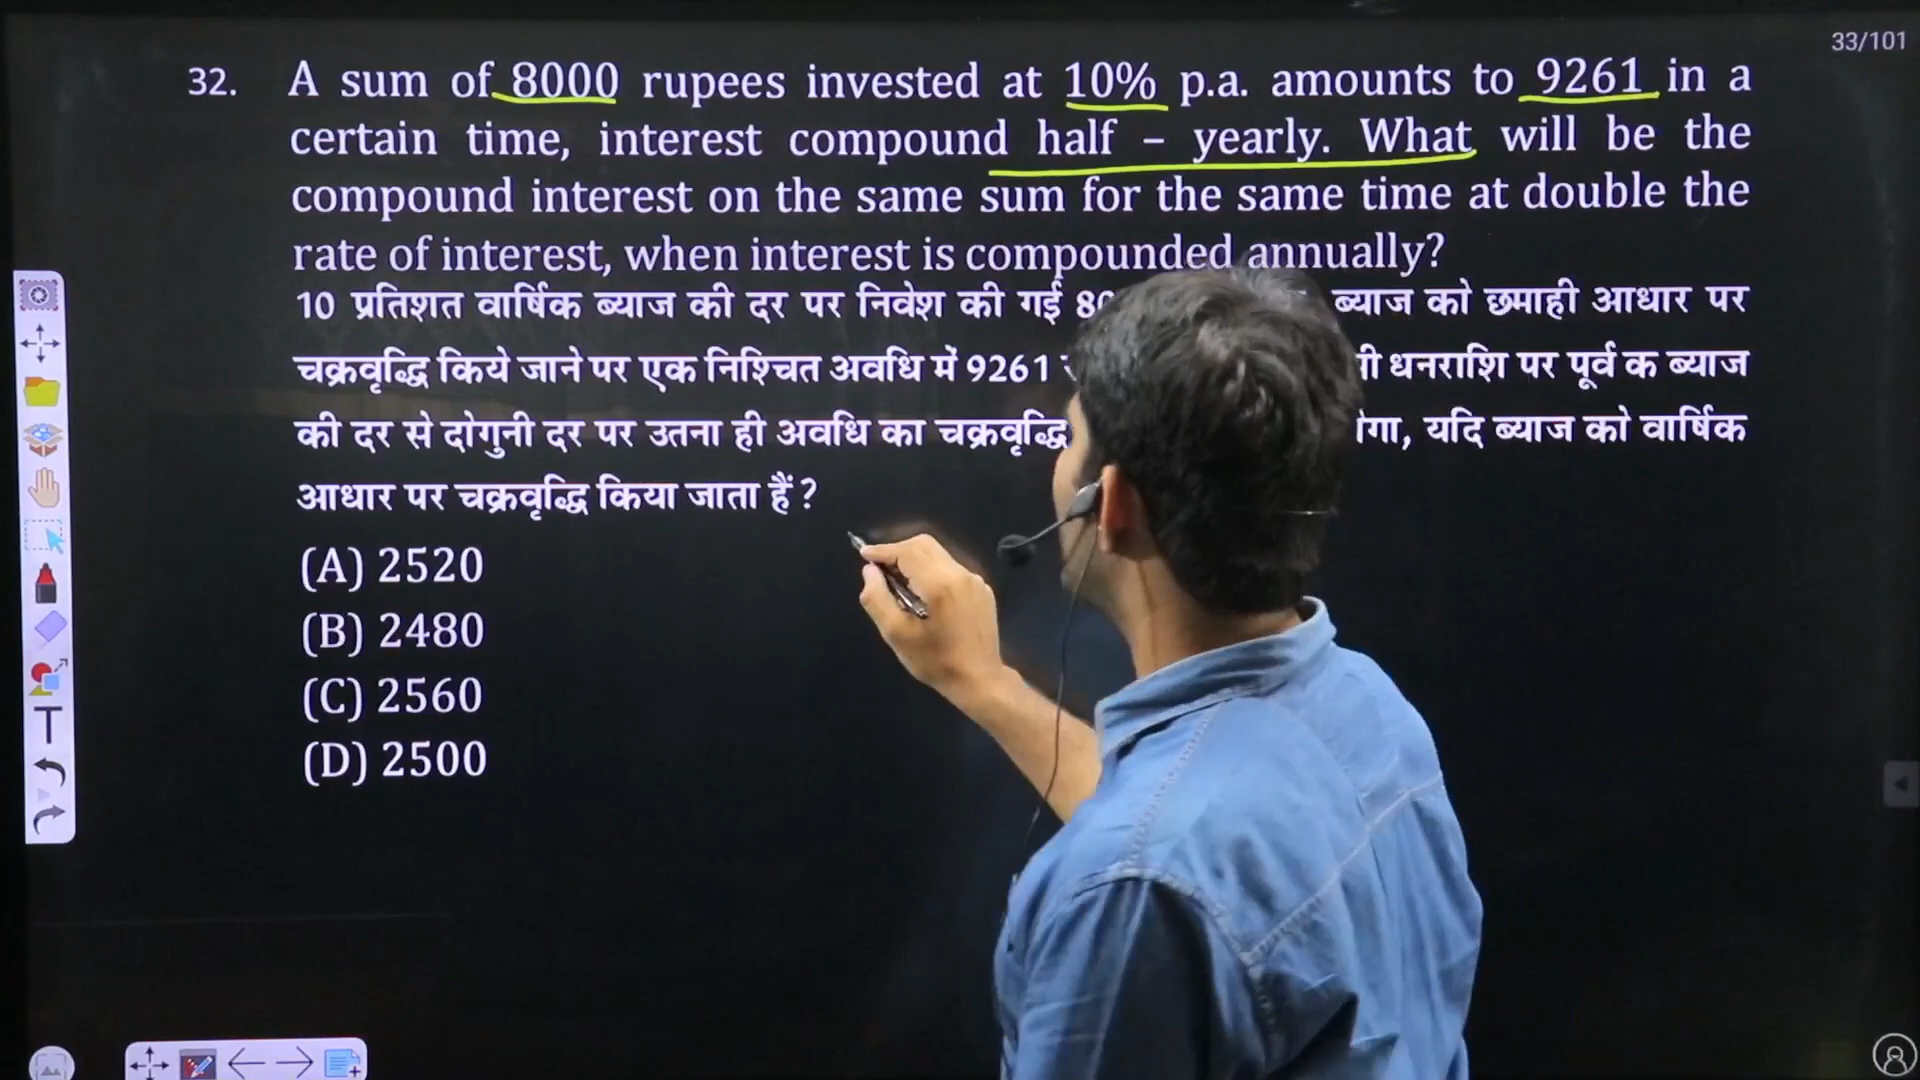 33/101
32. A sum of 8000 rupees invested at 10% p.a. amounts to 9261 in a
certain time, interest compound half – yearly. What will be the
compound interest on the same sum for the same time at double the
rate of interest, when interest is compounded annually?
10 प्रतिशत वार्षिक ब्याज की दर पर निवेश की गई ब्याज को छमाही आधार पर
चक्रवृद्धि किये जाने पर एक निश्चित अवधि में 9261 धनराशि पर पूर्व क ब्याज
की दर से दोगुनी दर पर उतना ही अवधि का चक्रवृद्धि यदि ब्याज को वार्षिक
आधार पर चक्रवृद्धि किया जाता हैं ?
(A) 2520
(B) 2480
(C) 2560
(D) 2500
T